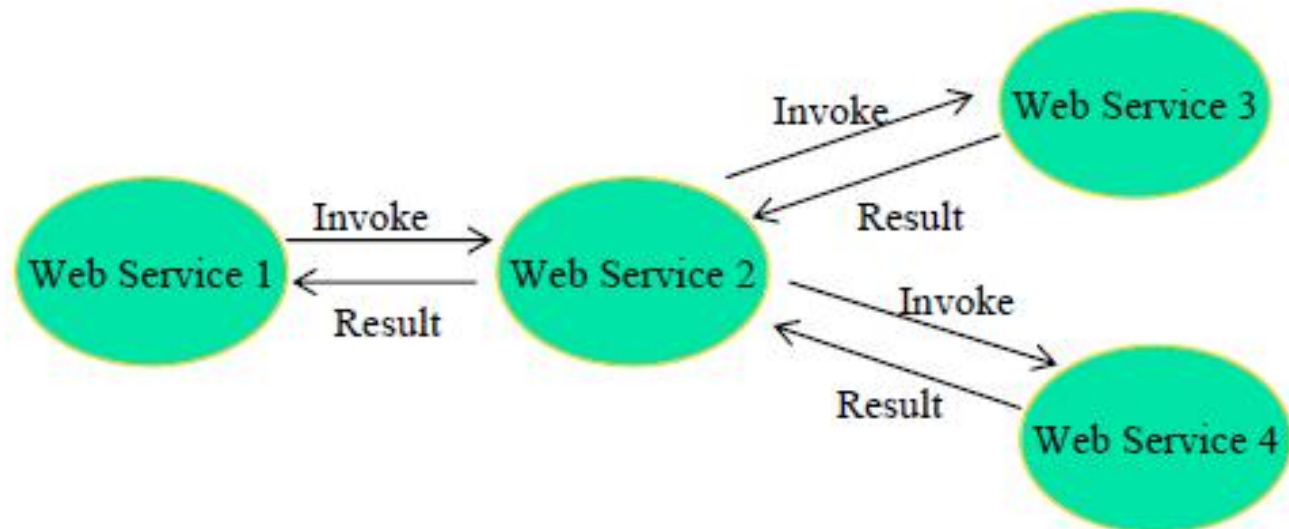 Invoke
Web Service 3
Result
Invoke
Web Service 1
Web Service 2
Result
Invoke
Result
Web Service 4